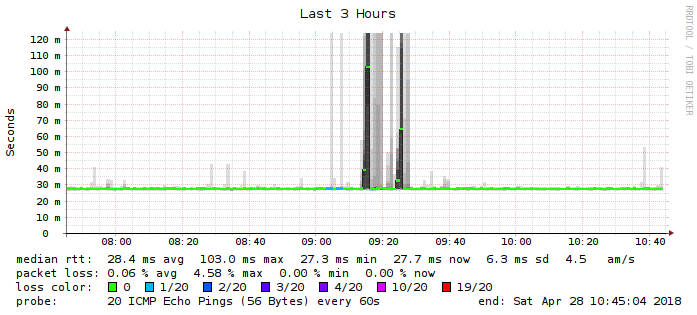 Last 3 Hours
RRDTOOL / TOBI OETIKER
Seconds
120 m
110 m
100 m
90 m
80 m
70 m
60 m
50 m
40 m
30 m
20 m
10 m
0
08:00 08:20 08:40 09:00 09:20 09:40 10:00 10:20 10:40
median rtt: 28.4 ms avg 103.0 ms max 27.3 ms min 27.7 ms now 6.3 ms sd 4.5 am/s
packet loss: 0.06 % avg 4.58 % max 0.00 % min 0.00 % now
loss color: 0 1/20 2/20 3/20 4/20 10/20 19/20
probe: 20 ICMP Echo Pings (56 Bytes) every 60s end: Sat Apr 28 10:45:04 2018